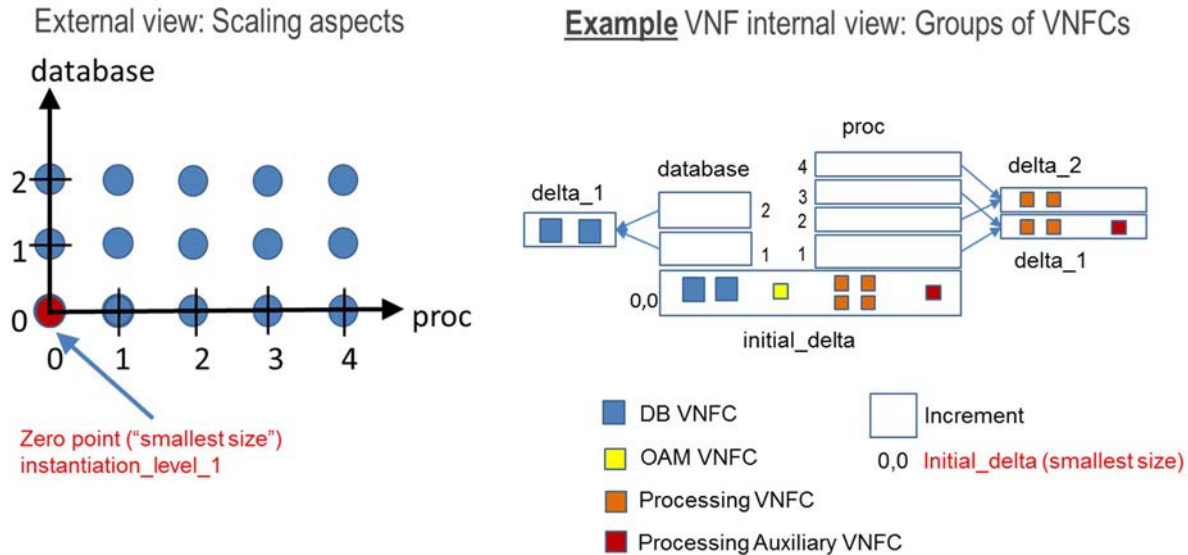 External view: Scaling aspects
database
2
1
0
0
1
2
3
4
proc
Zero point (“smallest size”)
instantiation_level_1
Example VNF internal view: Groups of VNFCs
proc
database
delta_1
delta_2
4
3
2
1
2
1
delta_1
0,0
initial_delta
DB VNFC
OAM VNFC
Processing VNFC
Processing Auxiliary VNFC
Increment
0,0 Initial_delta (smallest size)